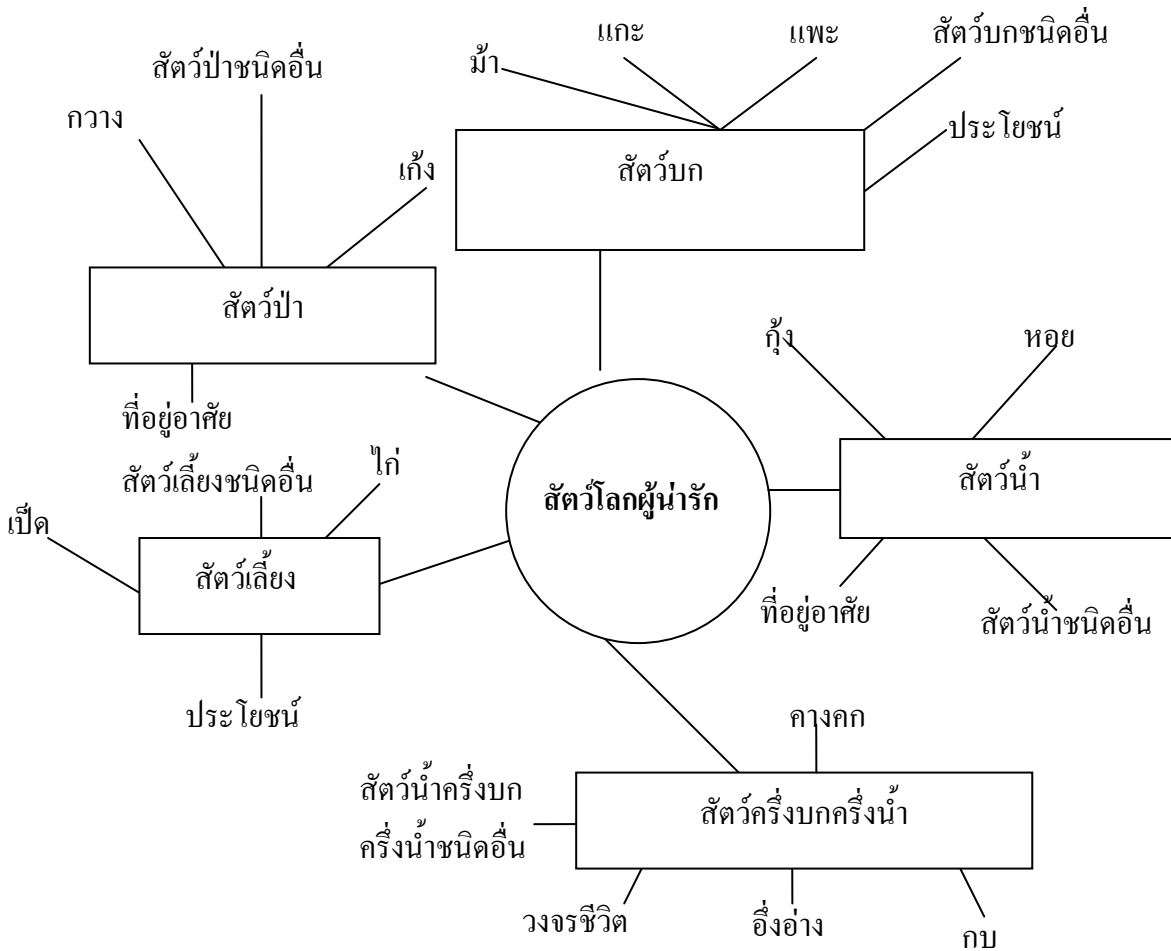 แกะ
แพะ
สัตว์บกชนิดอื่น
สัตว์ป่าชนิดอื่น
ม้า
กวาง
ประโยชน์
เก้ง
สัตว์บก
สัตว์ป่า
กุ้ง
หอย
ที่อยู่อาศัย
ไก่
สัตว์เลี้ยงชนิดอื่น
สัตว์น้ำ
สัตว์โลกผู้น่ารัก
เป็ด
สัตว์เลี้ยง
ที่อยู่อาศัย
สัตว์น้ำชนิดอื่น
ประโยชน์
คางคก
สัตว์น้ำครึ่งบก
ครึ่งน้ำชนิดอื่น
สัตว์ครึ่งบกครึ่งน้ำ
วงจรชีวิต
อึ่งอ่าง
กบ